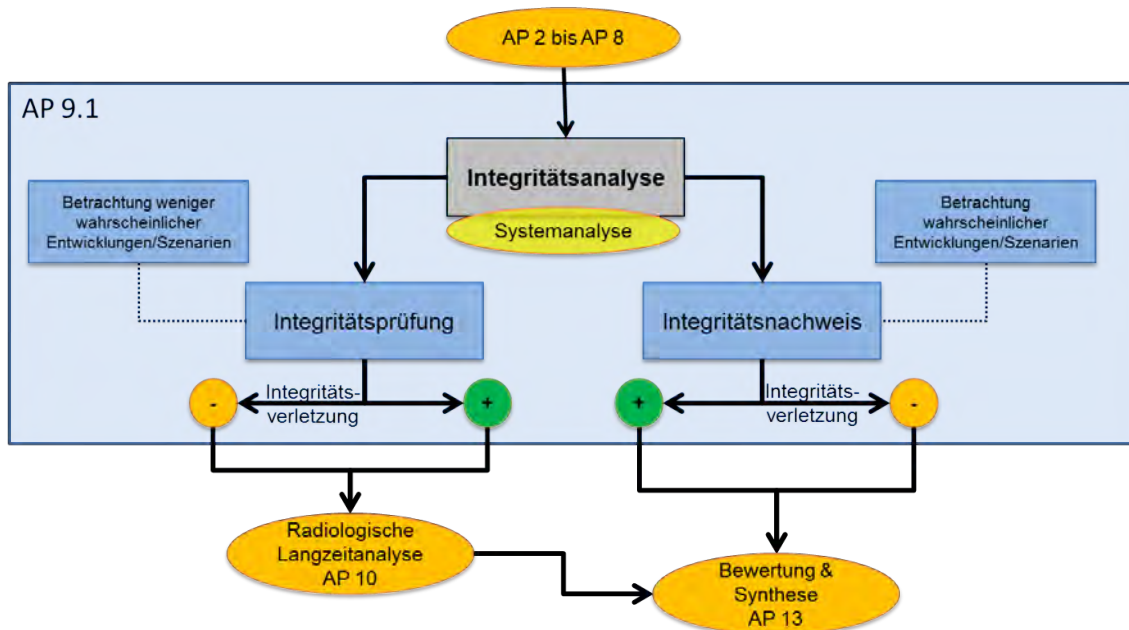 AP 2 bis AP 8
AP 9.1
Integritätsanalyse
Systemanalyse
Betrachtung weniger
wahrscheinlicher
Entwicklungen/Szenarien
Betrachtung
wahrscheinlicher
Entwicklungen/Szenarien
Integritätsprüfung
Integritätsnachweis
-
Integritäts-
verletzung
+
+
Integritäts-
verletzung
-
Radiologische
Langzeitanalyse
AP 10
Bewertung &
Synthese
AP 13